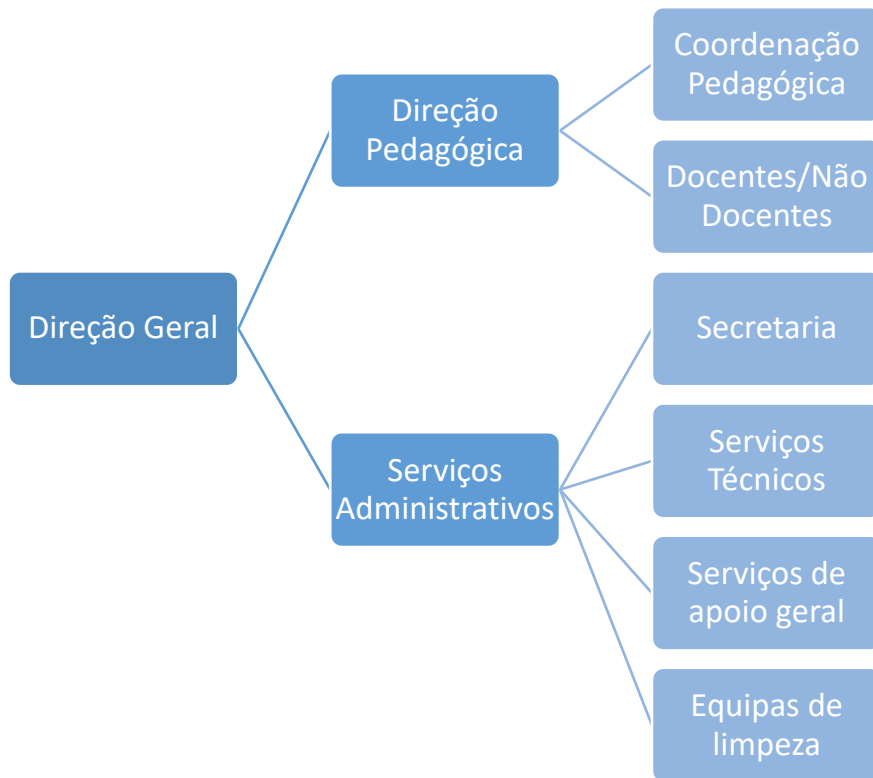 Direção Geral
Direção
Pedagógica
Coordenação
Pedagógica
Docentes/Não
Docentes
Serviços
Administrativos
Secretaria
Serviços
Técnicos
Serviços de
apoio geral
Equipas de
limpeza